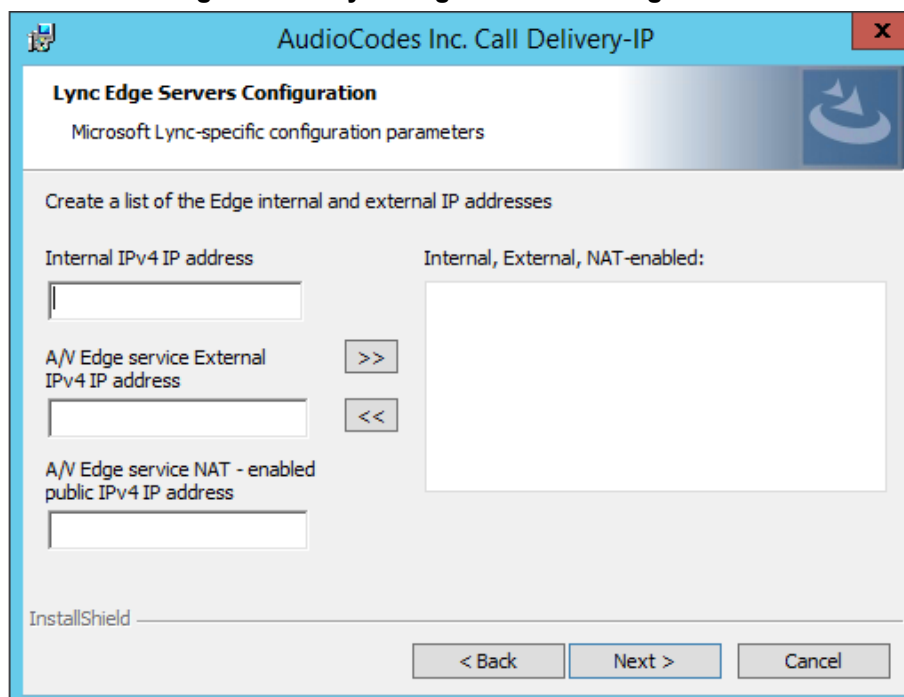 AudioCodes Inc. Call Delivery-IP
x
Lync Edge Servers Configuration
Microsoft Lync-specific configuration parameters
Create a list of the Edge internal and external IP addresses
Internal IPv4 IP address
Internal, External, NAT-enabled:
A/V Edge service External
IPv4 IP address
>>
<<
A/V Edge service NAT - enabled
public IPv4 IP address
InstallShield
< Back
Next >
Cancel